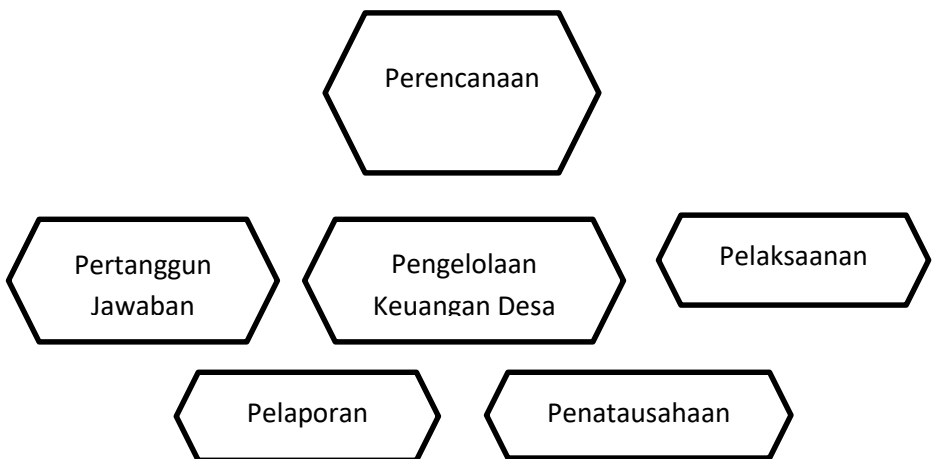 Perencanaan
Pertanggun
Jawaban
Pengelolaan
Keuangan Desa
Pelaksaanan
Pelaporan
Penatausahaan